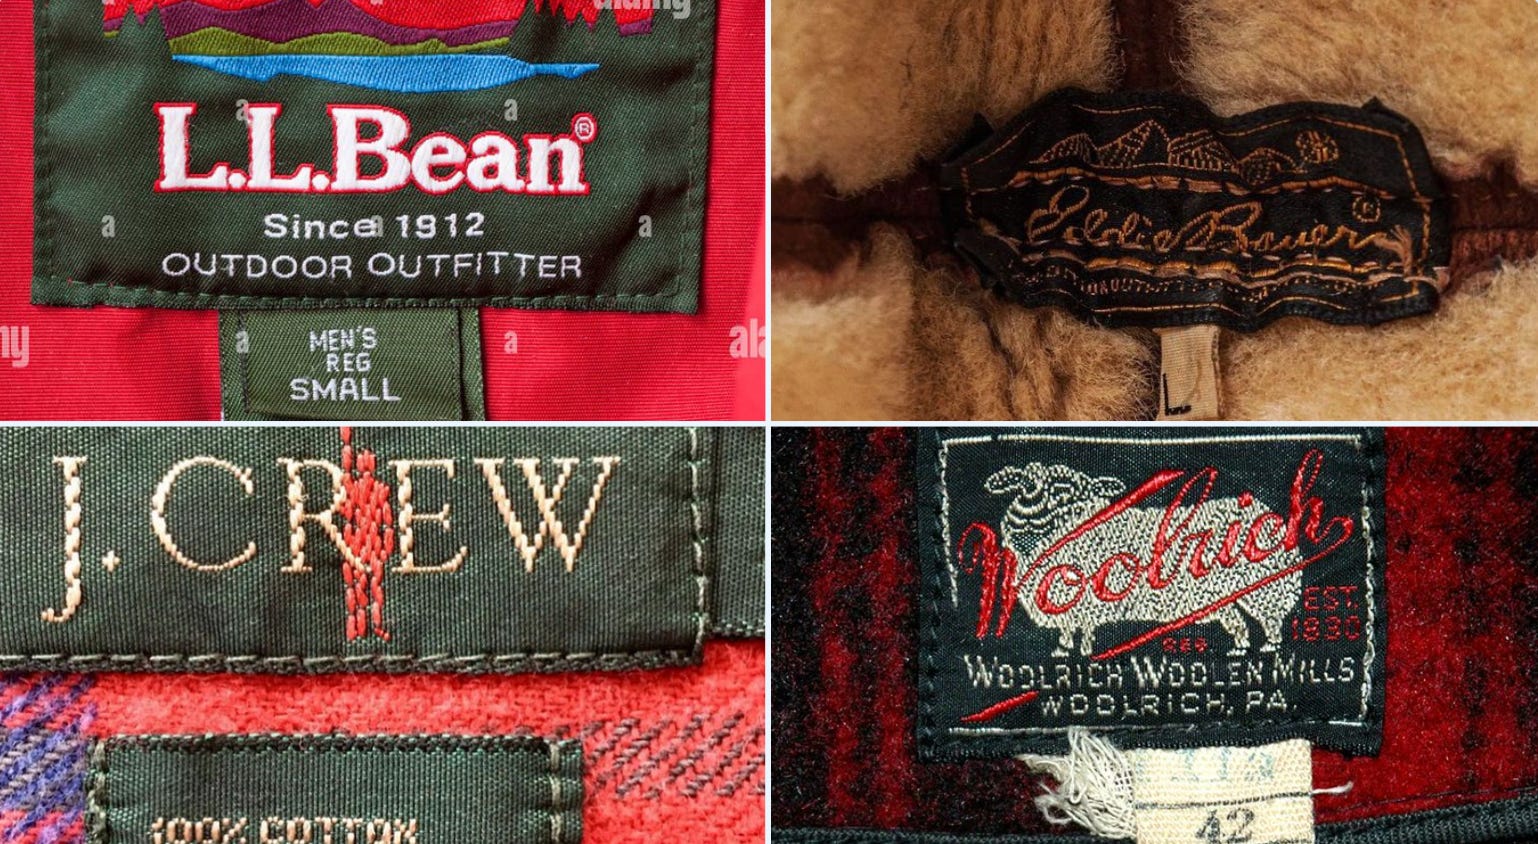 alamy
L.L.Bean®
Since 1912
OUTDOOR OUTFITTER
MEN'S
REG
SMALL
Eddie Bauer®
L
J.CREW
100% COTTON
Woolrich
EST.
1830
REG
WOOLRICH WOOLEN MILLS
WOOLRICH, PA.
42